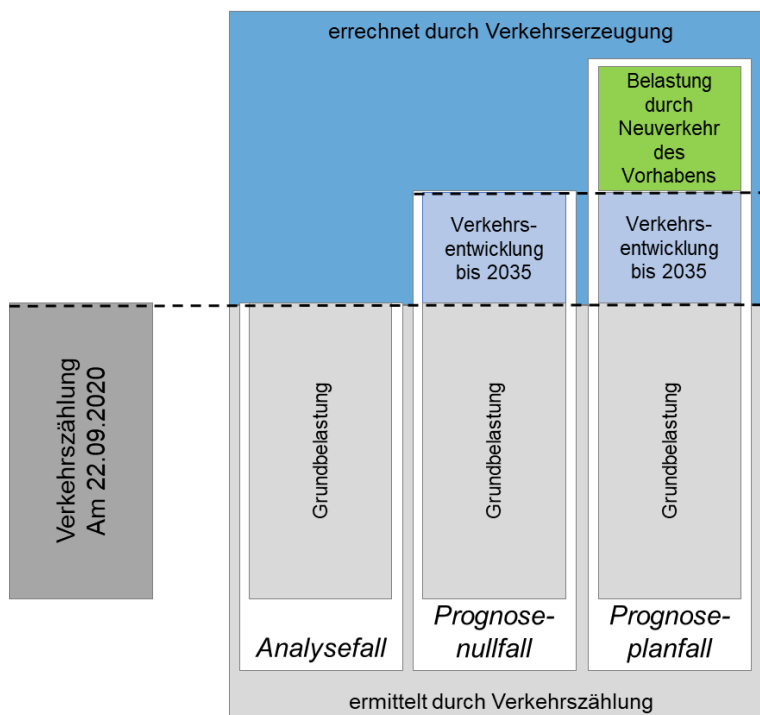 errechnet durch Verkehrserzeugung
Belastung
durch
Neuverkehr
des
Vorhabens
Verkehrs-
entwicklung
bis 2035
Verkehrs-
entwicklung
bis 2035
Verkehrszählung
Am 22.09.2020
Grundbelastung
Grundbelastung
Grundbelastung
Analysefall
Prognose-
nullfall
Prognose-
planfall
ermittelt durch Verkehrszählung